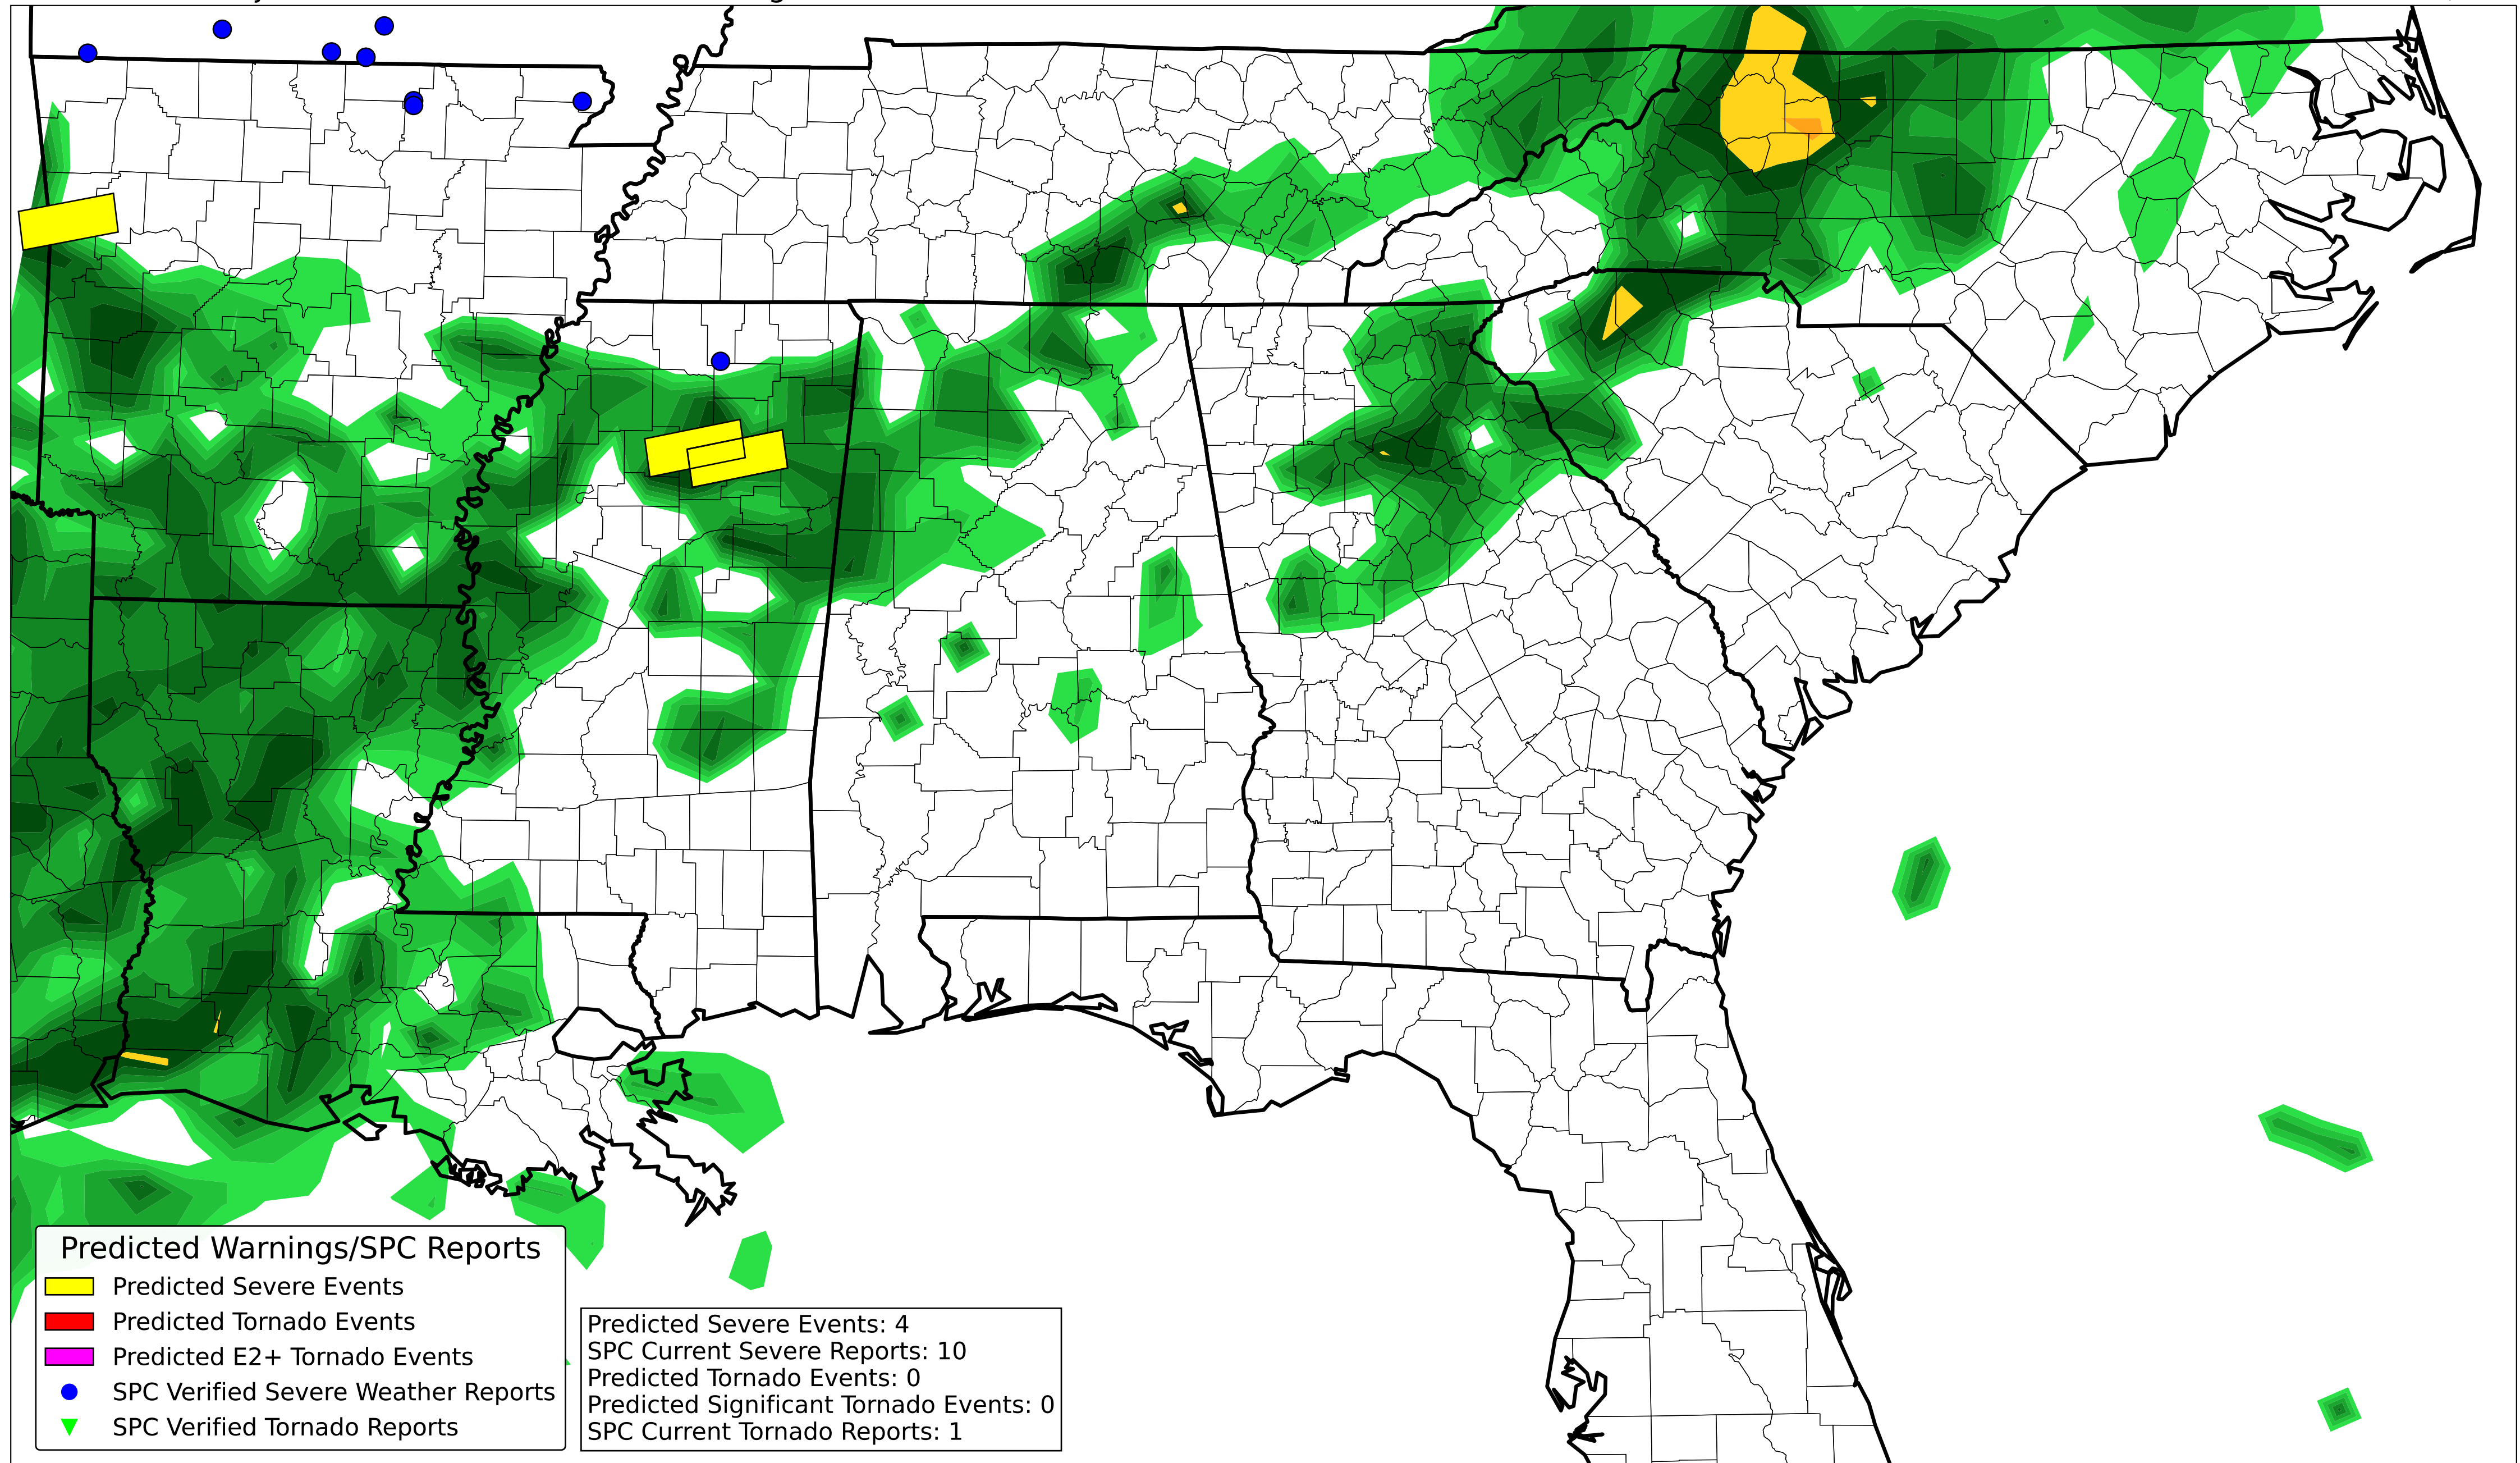 Predicted Warnings/SPC Reports
Predicted Severe Events
Predicted Tornado Events
Predicted E2+ Tornado Events
SPC Verified Severe Weather Reports
SPC Verified Tornado Reports
Predicted Severe Events: 4
SPC Current Severe Reports: 10
Predicted Tornado Events: 0
Predicted Significant Tornado Events: 0
SPC Current Tornado Reports: 1